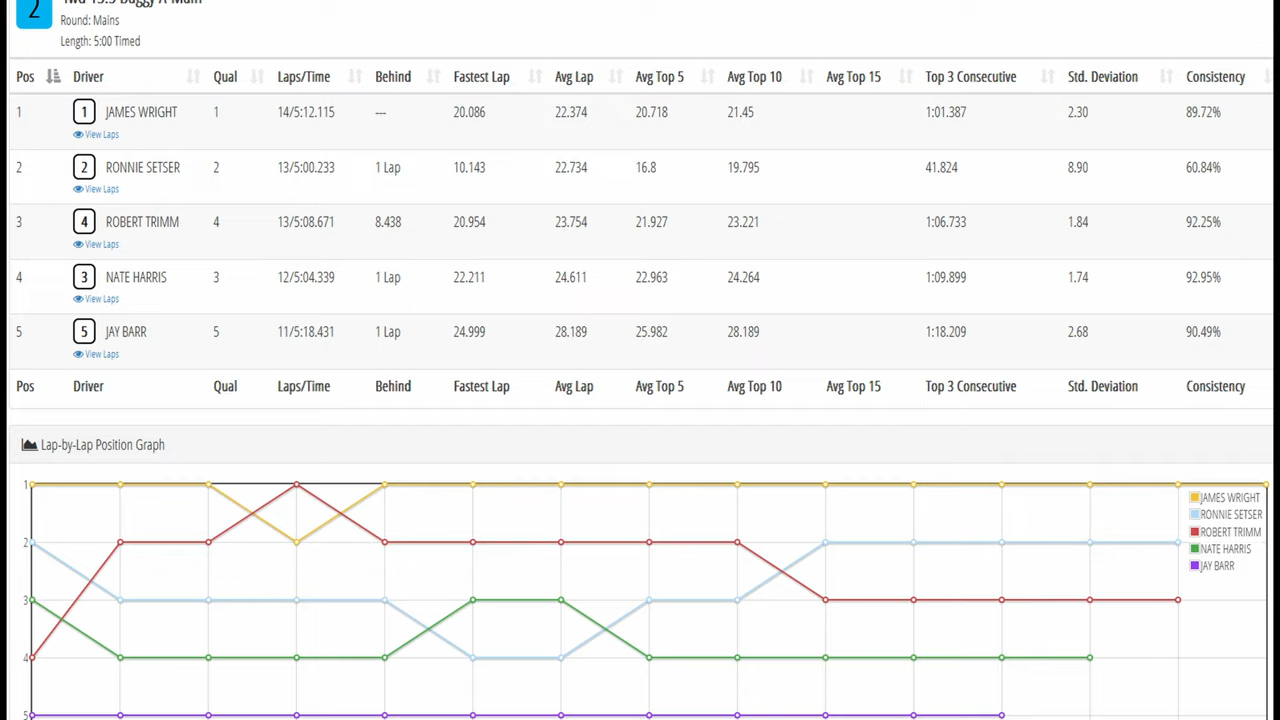 2
Round: Mains
Length: 5:00 Timed
Pos Driver Qual Laps/Time Behind Fastest Lap Avg Lap Avg Top 5 Avg Top 10 Avg Top 15 Top 3 Consecutive Std. Deviation Consistency
1 1 JAMES WRIGHT 1 14/5:12.115 --- 20.086 22.374 20.718 21.45 1:01.387 2.30 89.72%
View Laps
2 2 RONNIE SETSER 2 13/5:00.233 1 Lap 10.143 22.734 16.8 19.795 41.824 8.90 60.84%
View Laps
3 4 ROBERT TRIMM 4 13/5:08.671 8.438 20.954 23.754 21.927 23.221 1:06.733 1.84 92.25%
View Laps
4 3 NATE HARRIS 3 12/5:04.339 1 Lap 22.211 24.611 22.963 24.264 1:09.899 1.74 92.95%
View Laps
5 5 JAY BARR 5 11/5:18.431 1 Lap 24.999 28.189 25.982 28.189 1:18.209 2.68 90.49%
View Laps
Pos Driver Qual Laps/Time Behind Fastest Lap Avg Lap Avg Top 5 Avg Top 10 Avg Top 15 Top 3 Consecutive Std. Deviation Consistency
Lap-by-Lap Position Graph
1
JAMES WRIGHT
RONNIE SETSER
ROBERT TRIMM
2
NATE HARRIS
JAY BARR
3
4
5